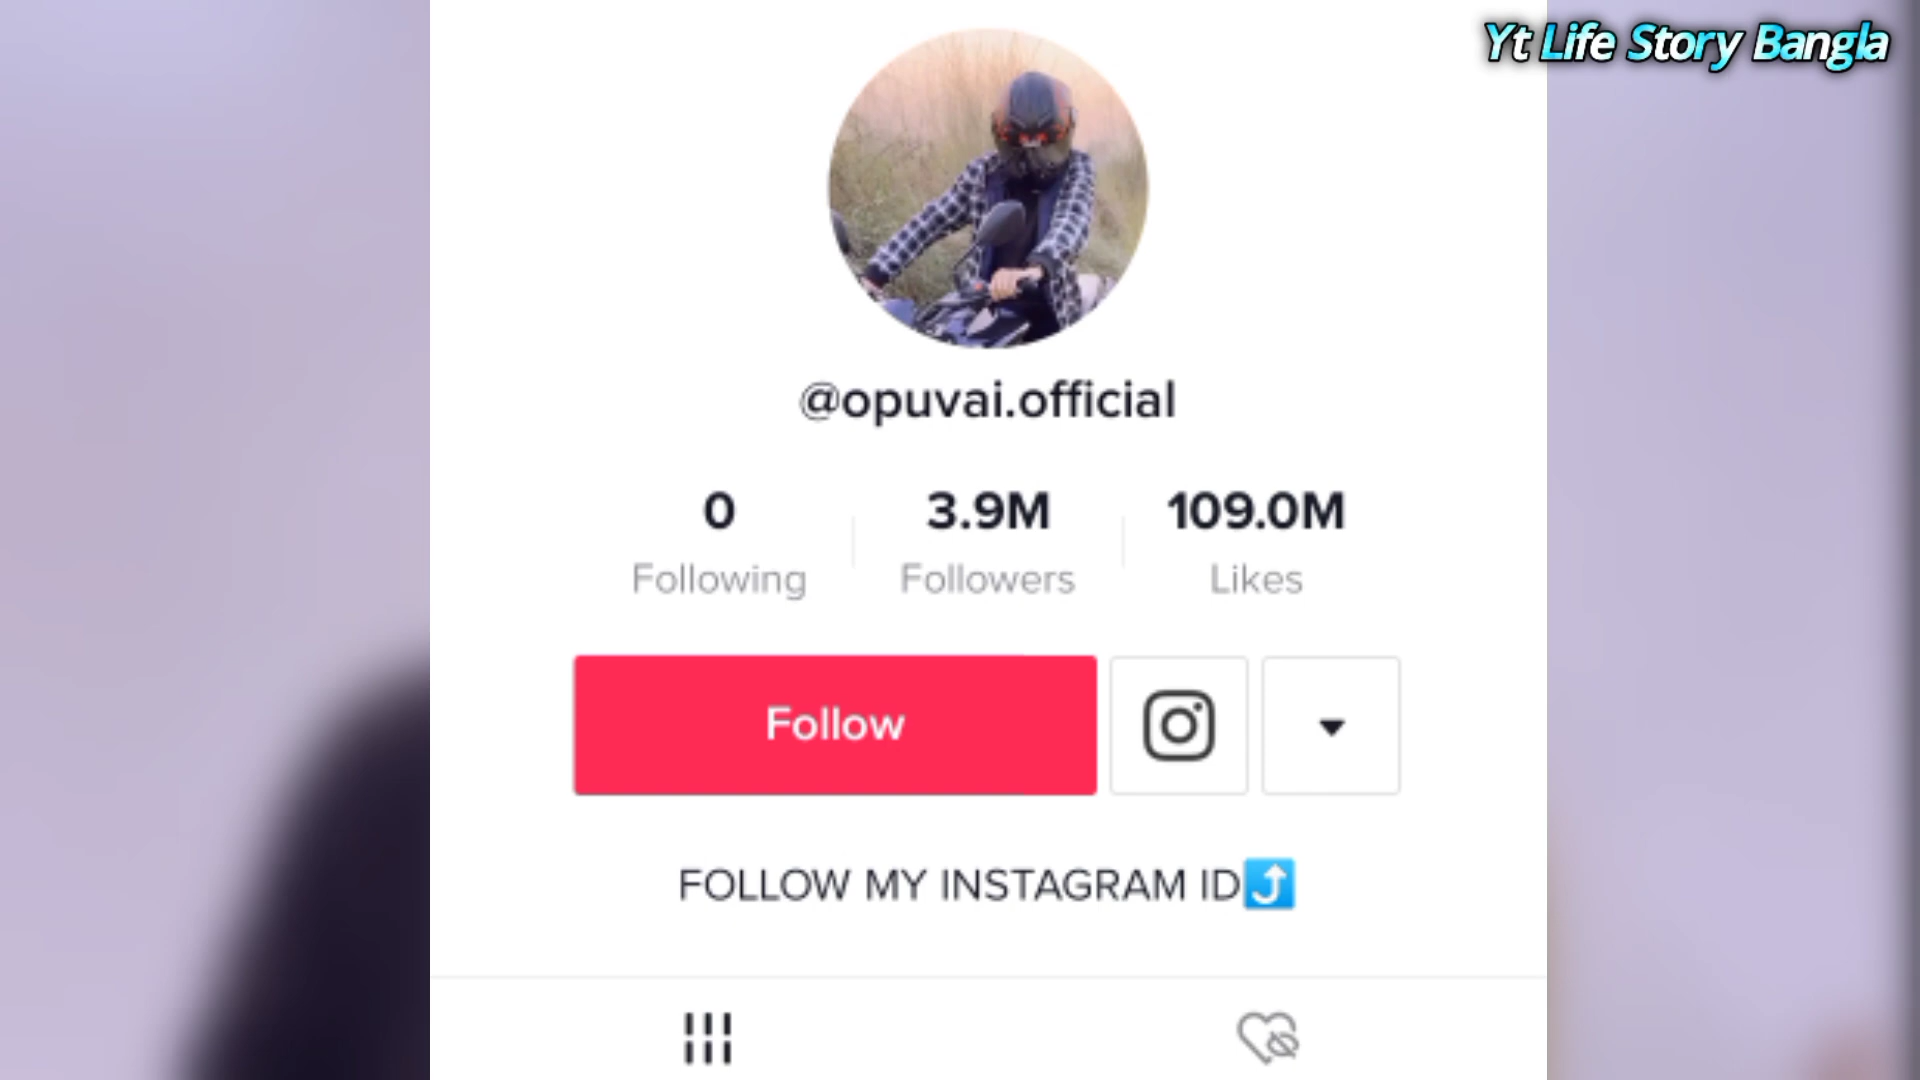 Yt Life Story Bangla
@opuvai.official
0 3.9M 109.0M
Following Followers Likes
Follow
FOLLOW MY INSTAGRAM ID⤴️